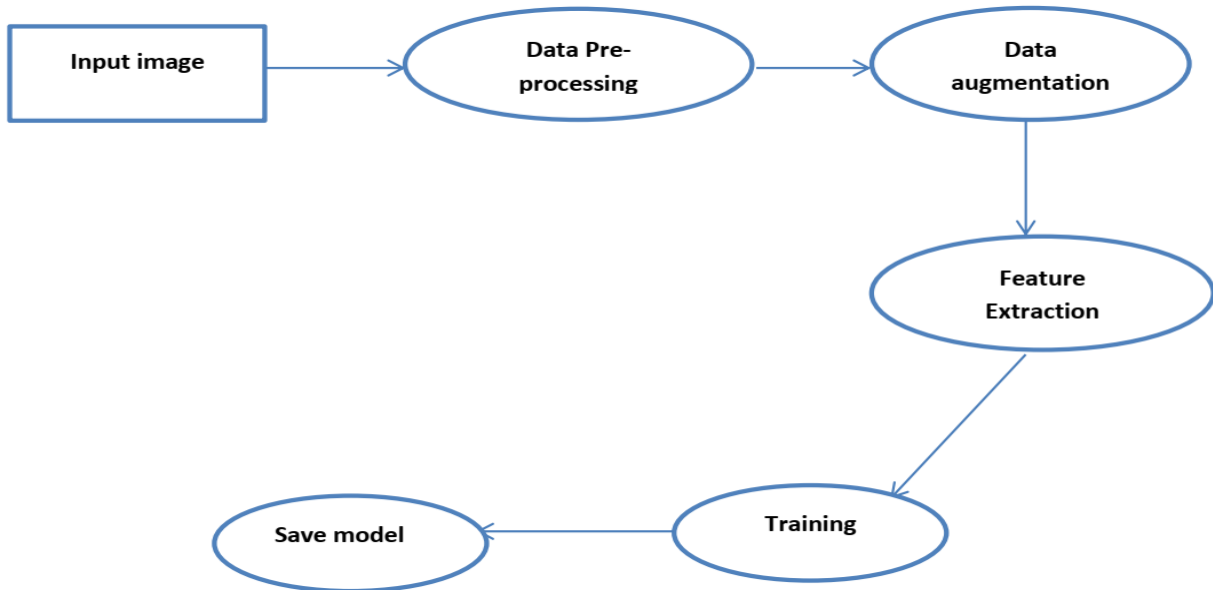 Input image
Data Pre-
processing
Data
augmentation
Feature
Extraction
Training
Save model